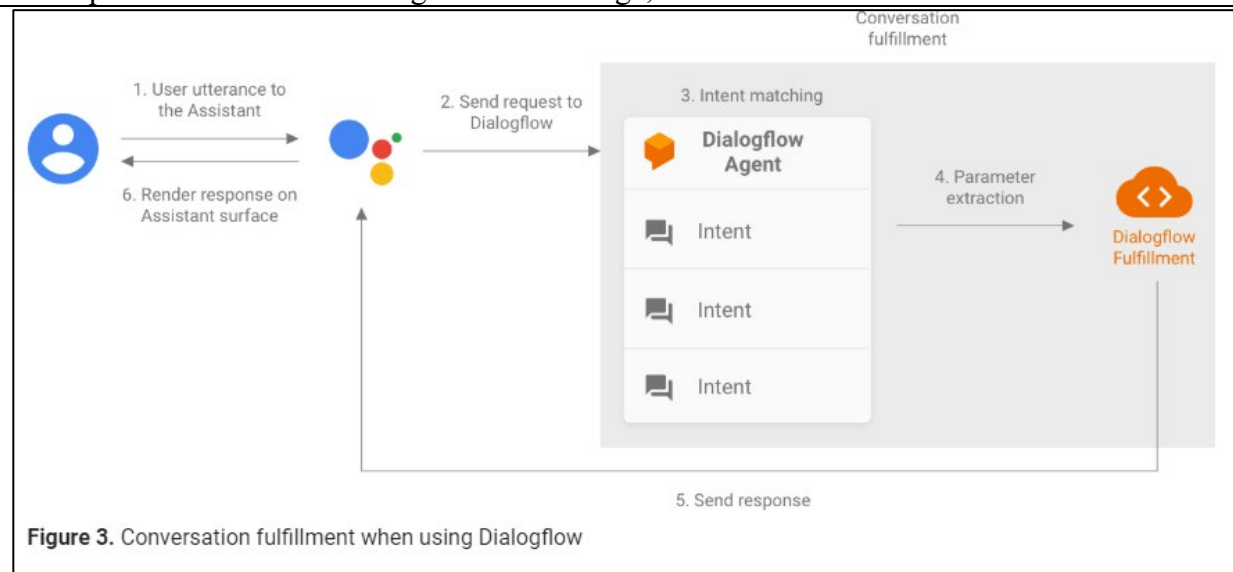 Conversation
fulfillment
1. User utterance to
the Assistant
2. Send request to
Dialogflow
3. Intent matching
Dialogflow
Agent
4. Parameter
extraction
6. Render response on
Assistant surface
Intent
Dialogflow
Fulfillment
Intent
Intent
5. Send response
Figure 3. Conversation fulfillment when using Dialogflow